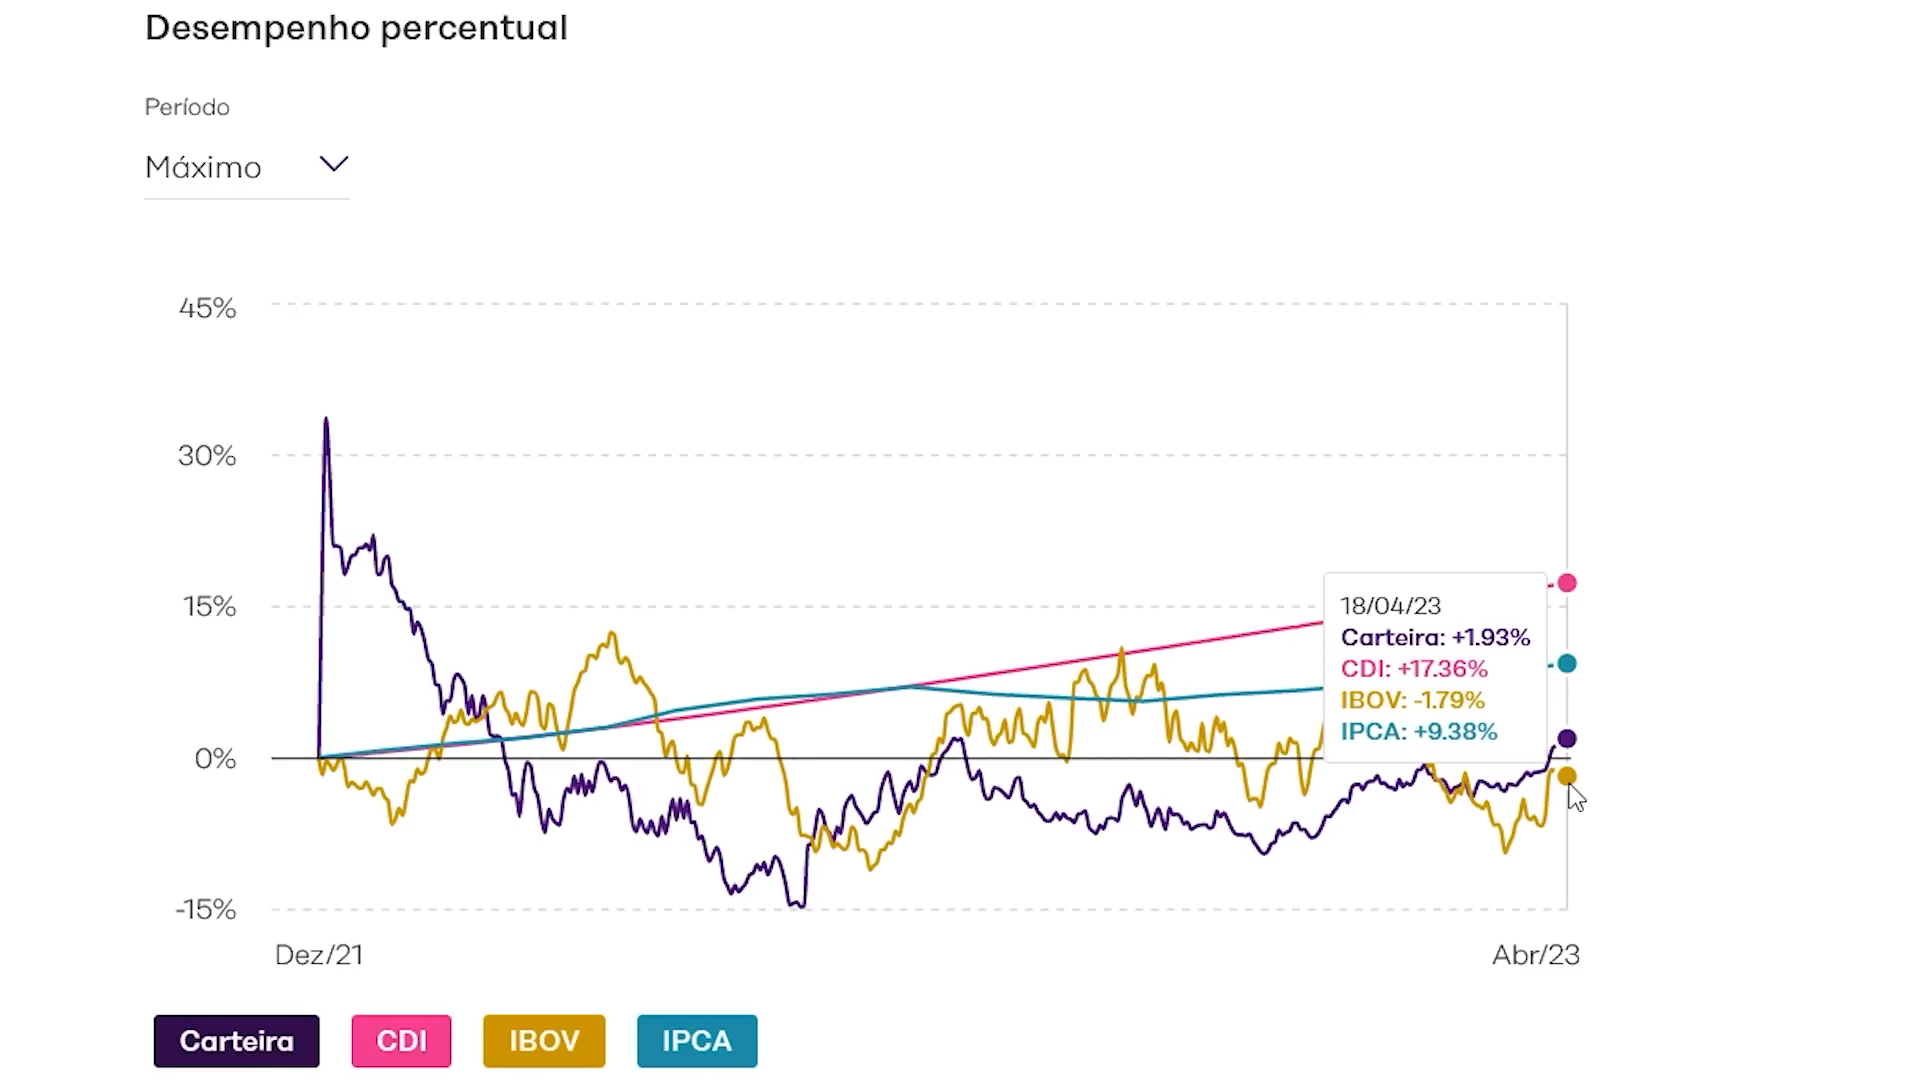 Desempenho percentual
Período
Máximo
45%
30%
15%
0%
-15%
18/04/23
Carteira: +1.93%
CDI: +17.36%
IBOV: -1.79%
IPCA: +9.38%
Dez/21
Abr/23
Carteira
CDI
IBOV
IPCA